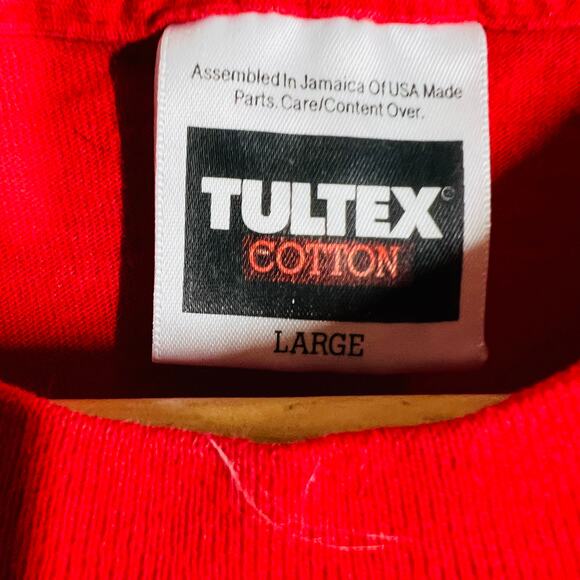 Assembled In Jamaica Of USA Made
Parts. Care/Content Over.
TULTEX®
COTTON
LARGE